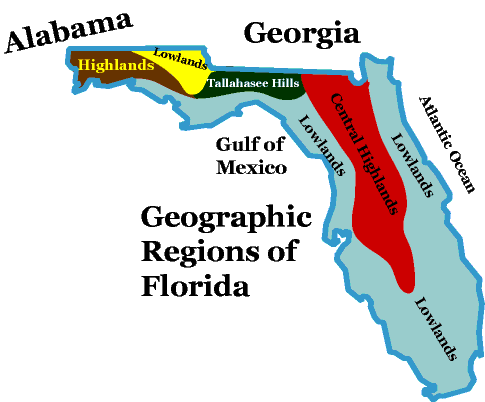 Alabama
Georgia
Highlands
Lowlands
Tallahasee Hills
Central Highlands
Lowlands
Lowlands
Atlantic Ocean
Gulf of
Mexico
Geographic
Regions of
Florida
Lowlands